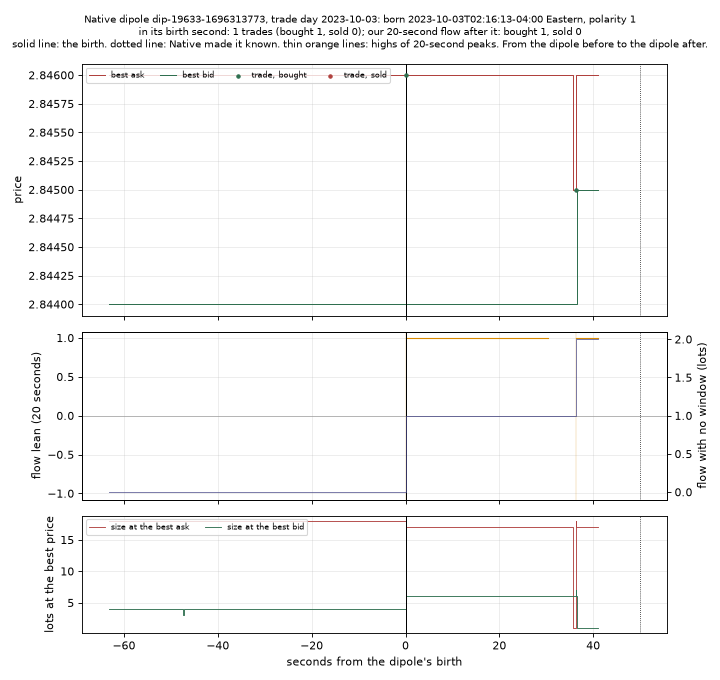 Native dipole dip-19633-1696313773, trade day 2023-10-03: born 2023-10-03T02:16:13-04:00 Eastern, polarity 1
in its birth second: 1 trades (bought 1, sold 0); our 20-second flow after it: bought 1, sold 0
solid line: the birth. dotted line: Native made it known. thin orange lines: highs of 20-second peaks. From the dipole before to the dipole after.
best ask best bid trade, bought trade, sold
2.84600
2.84575
2.84550
2.84525
2.84500
2.84475
2.84450
2.84425
2.84400
price
1.0
0.5
0.0
−0.5
−1.0
flow lean (20 seconds)
2.0
1.5
1.0
0.5
0.0
flow with no window (lots)
size at the best ask size at the best bid
15
10
5
lots at the best price
−60 −40 −20 0 20 40
seconds from the dipole's birth